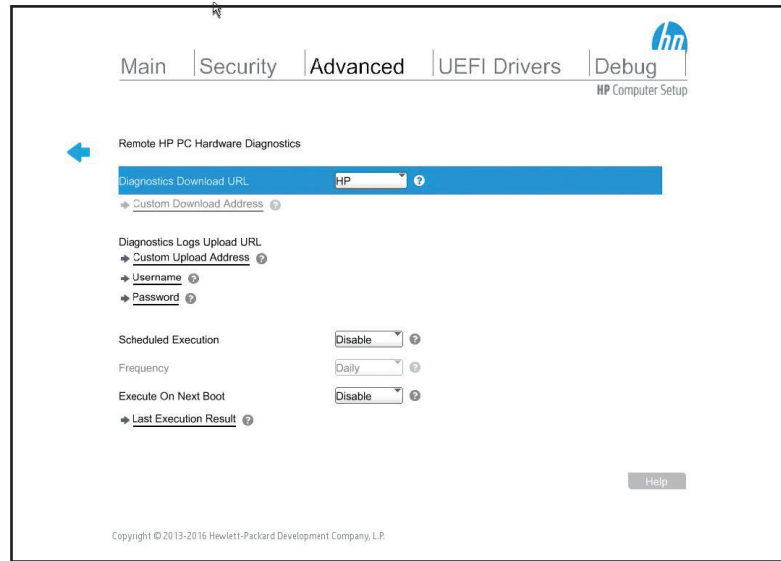 hp
Main Security Advanced UEFI Drivers Debug
HP Computer Setup
Remote HP PC Hardware Diagnostics
Diagnostics Download URL HP ?
Custom Download Address ?
Diagnostics Logs Upload URL
Custom Upload Address ?
Username ?
Password ?
Scheduled Execution Disable ?
Frequency Daily ?
Execute On Next Boot Disable ?
Last Execution Result ?
Help
Copyright © 2013-2016 Hewlett-Packard Development Company, L.P.